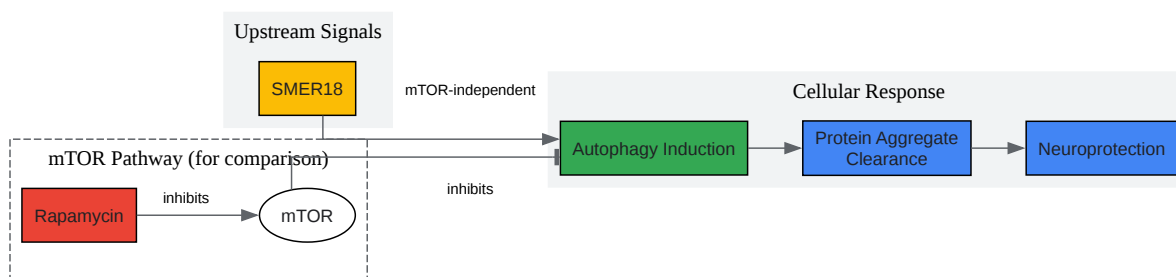 Upstream Signals
SMER18
mTOR-independent
Cellular Response
Autophagy Induction
Protein Aggregate
Clearance
Neuroprotection
mTOR Pathway (for comparison)
inhibits
Rapamycin
inhibits
mTOR